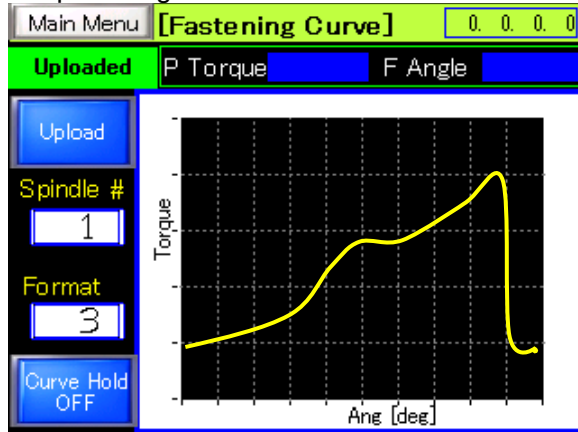 Main Menu [Fastening Curve] 0. 0. 0. 0
Uploaded P Torque F Angle
Upload
Spindle #
1
Format
3
Curve Hold
OFF
Torque
Ang [deg]